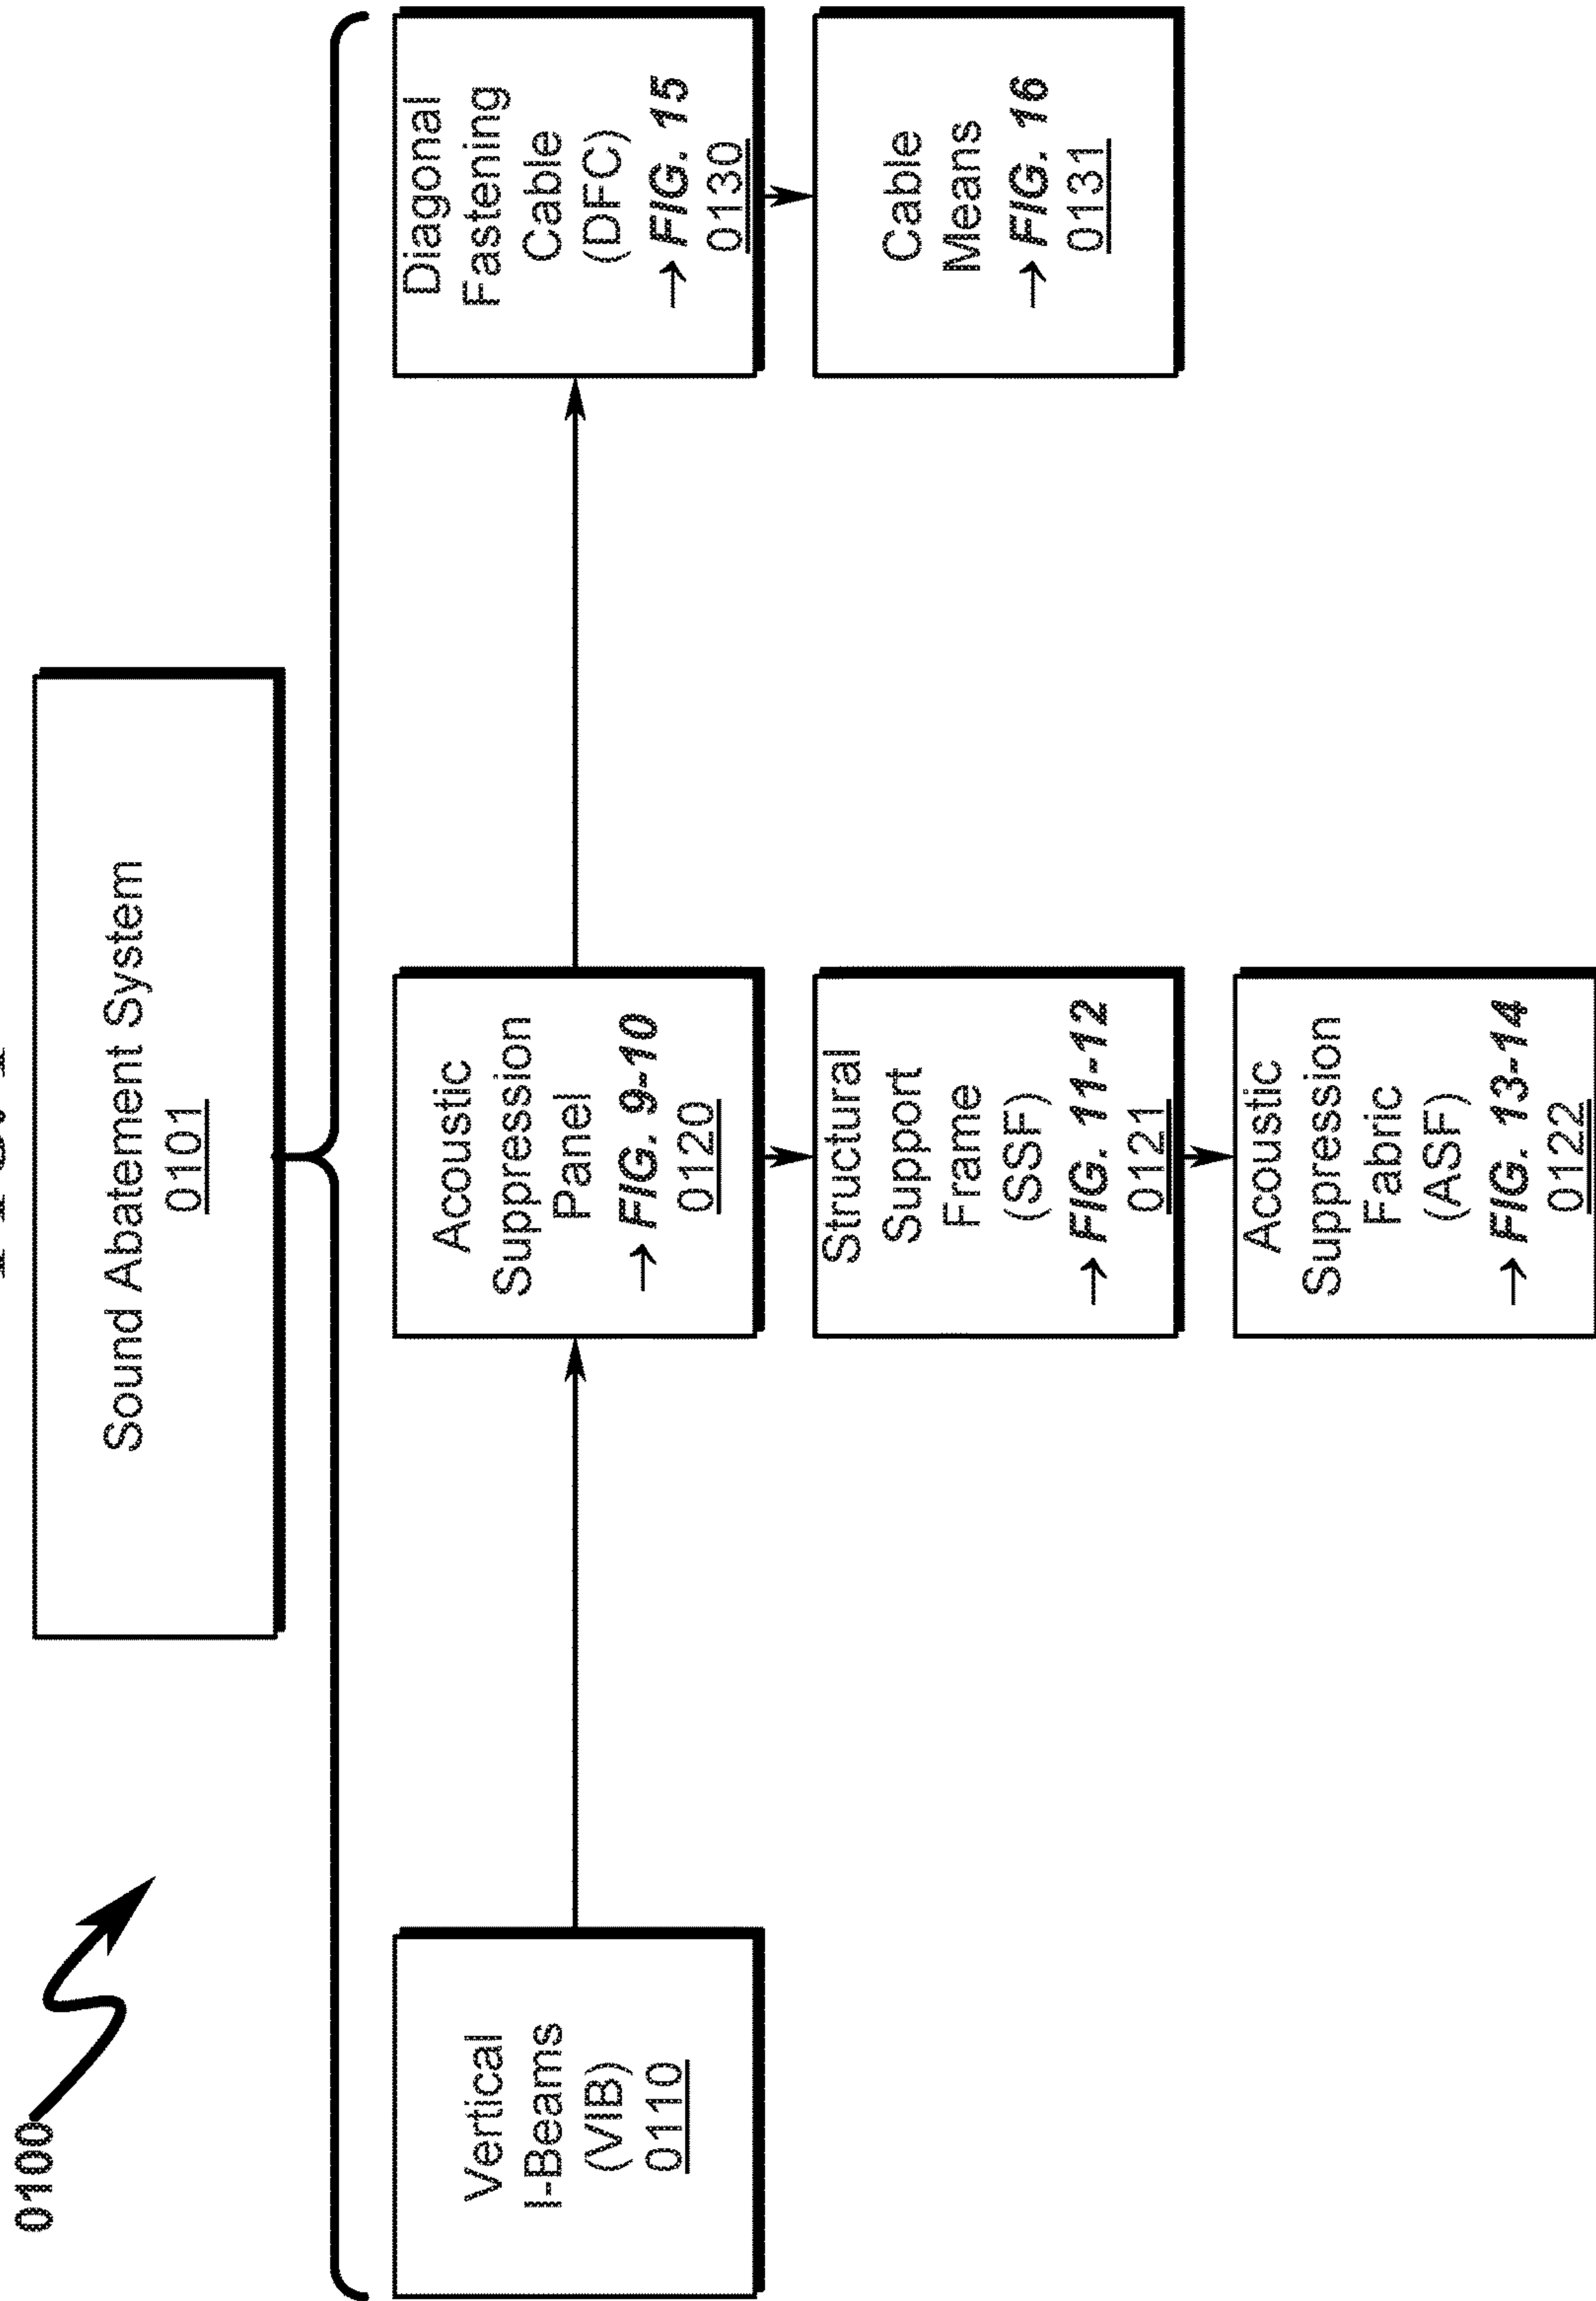 0100
Sound Abatement System
0101
Vertical
I-Beams
(VIB)
0110
Acoustic
Suppression
Panel
→ FIG. 9-10
0120
Diagonal
Fastening
Cable
(DFC)
→ FIG. 15
0130
Structural
Support
Frame
(SSF)
→ FIG. 11-12
0121
Cable
Means
→ FIG. 16
0131
Acoustic
Suppression
Fabric
(ASF)
→ FIG. 13-14
0122